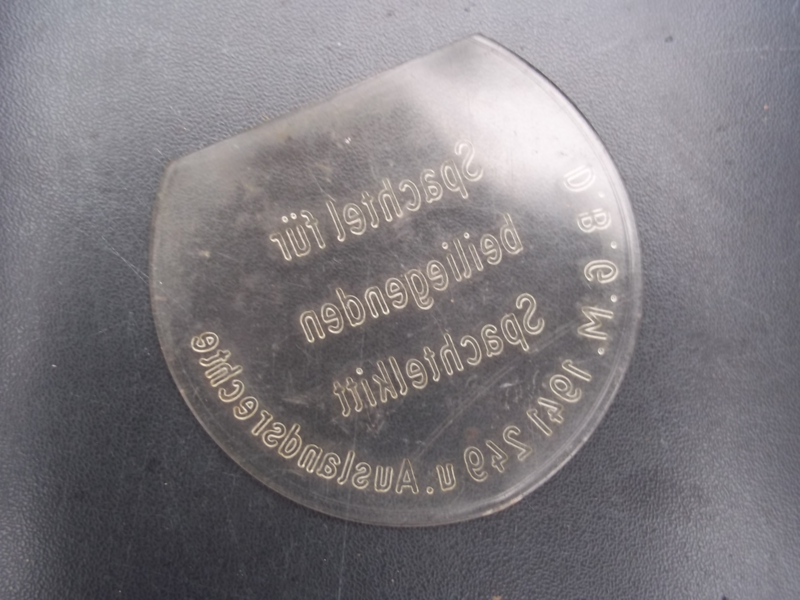 Spachtel für
beiliegenden
Spachtelkitt
D.B.G.M. 1941 249 u. Auslandsrechte